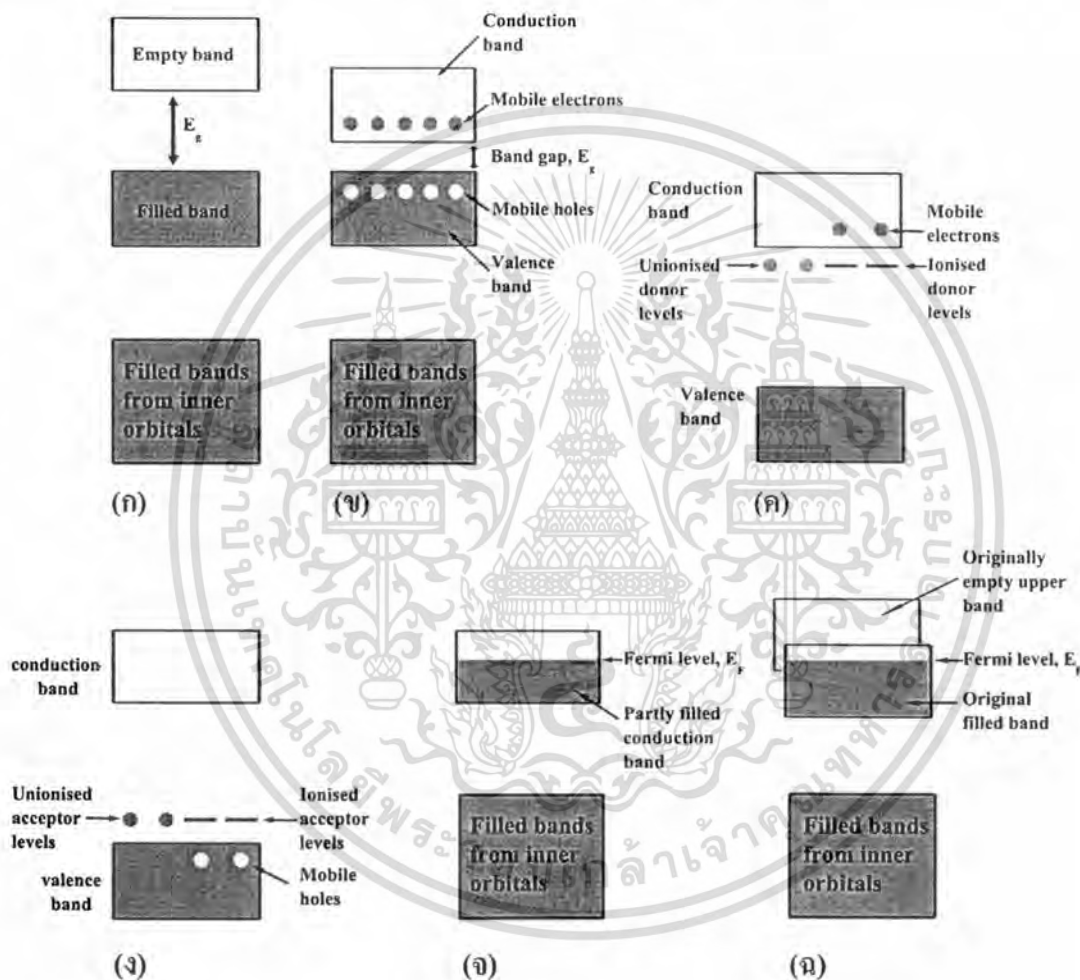 Empty band
E_g
Filled band
Filled bands
from inner
orbitals
(ก)
Conduction
band
Mobile electrons
Band gap, E_g
Mobile holes
Valence
band
Filled bands
from inner
orbitals
(ข)
Conduction
band
Mobile
electrons
Unionised
donor
levels
Ionised
donor
levels
Valence
band
(ค)
conduction
band
Unionised
acceptor
levels
Ionised
acceptor
levels
valence
band
Mobile
holes
(ง)
Fermi level, E_F
Partly filled
conduction
band
Filled bands
from inner
orbitals
(จ)
Originally
empty upper
band
Fermi level, E_F
Original
filled band
Filled bands
from inner
orbitals
(ฉ)